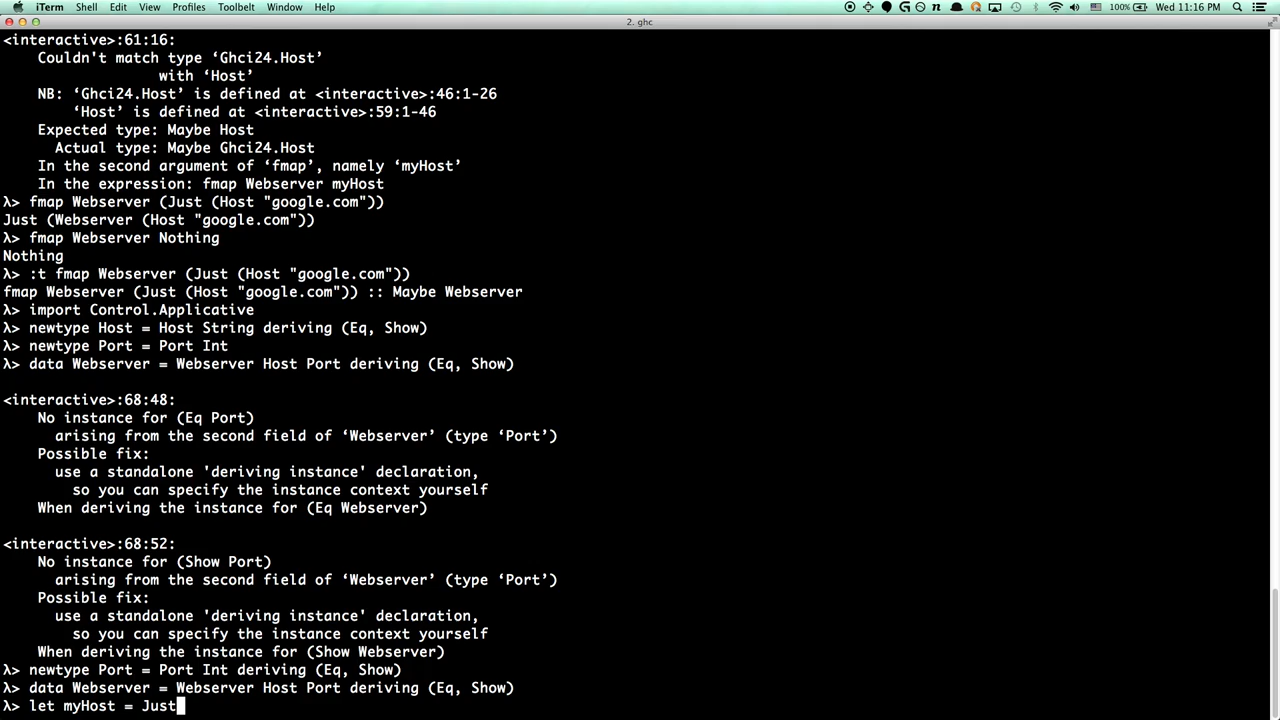 iTerm Shell Edit View Profiles Toolbelt Window Help 100% Wed 11:16 PM
2. ghc
<interactive>:61:16:
    Couldn't match type ‘Ghci24.Host’
                  with ‘Host’
    NB: ‘Ghci24.Host’ is defined at <interactive>:46:1-26
        ‘Host’ is defined at <interactive>:59:1-46
    Expected type: Maybe Host
      Actual type: Maybe Ghci24.Host
    In the second argument of ‘fmap’, namely ‘myHost’
    In the expression: fmap Webserver myHost
λ> fmap Webserver (Just (Host "google.com"))
Just (Webserver (Host "google.com"))
λ> fmap Webserver Nothing
Nothing
λ> :t fmap Webserver (Just (Host "google.com"))
fmap Webserver (Just (Host "google.com")) :: Maybe Webserver
λ> import Control.Applicative
λ> newtype Host = Host String deriving (Eq, Show)
λ> newtype Port = Port Int
λ> data Webserver = Webserver Host Port deriving (Eq, Show)
<interactive>:68:48:
    No instance for (Eq Port)
      arising from the second field of ‘Webserver’ (type ‘Port’)
    Possible fix:
      use a standalone 'deriving instance' declaration,
        so you can specify the instance context yourself
    When deriving the instance for (Eq Webserver)
<interactive>:68:52:
    No instance for (Show Port)
      arising from the second field of ‘Webserver’ (type ‘Port’)
    Possible fix:
      use a standalone 'deriving instance' declaration,
        so you can specify the instance context yourself
    When deriving the instance for (Show Webserver)
λ> newtype Port = Port Int deriving (Eq, Show)
λ> data Webserver = Webserver Host Port deriving (Eq, Show)
λ> let myHost = Just